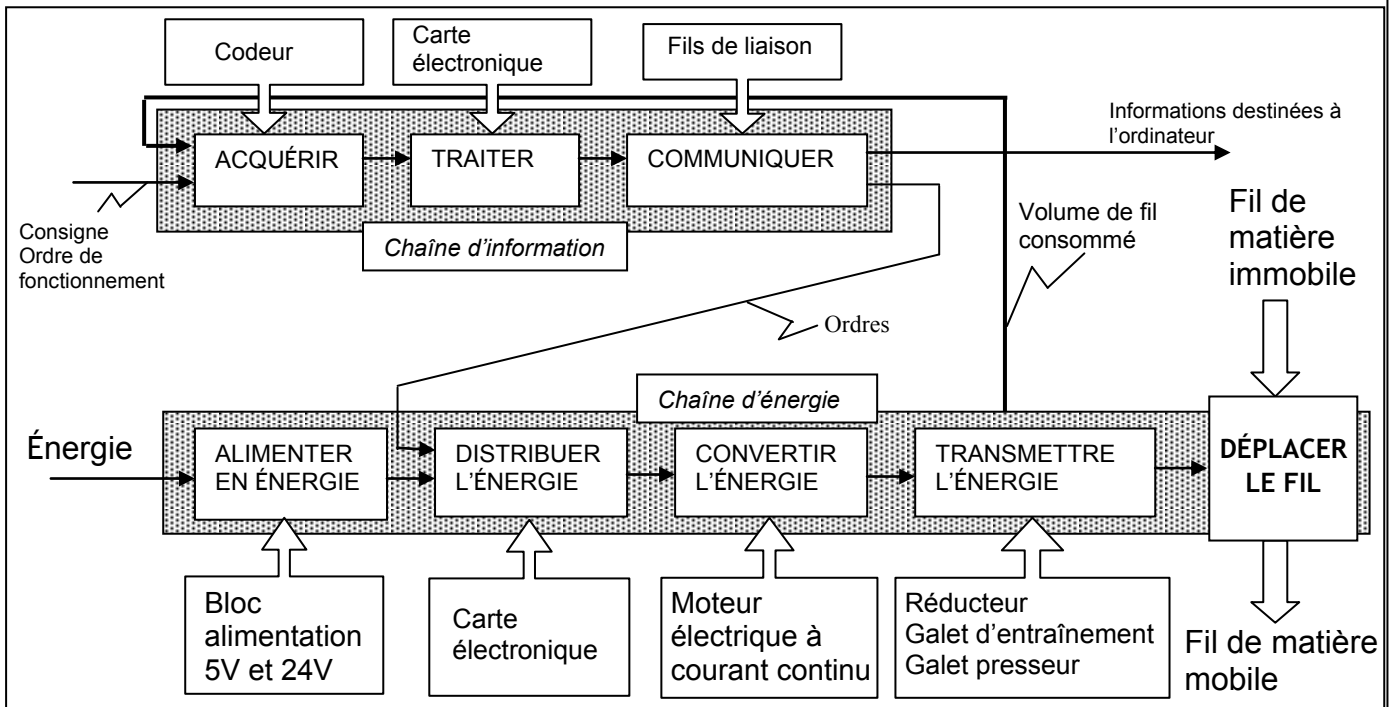 Codeur
Carte
électronique
Fils de liaison
Informations destinées à
l'ordinateur
ACQUÉRIR
TRAITER
COMMUNIQUER
Consigne
Ordre de
fonctionnement
Chaîne d'information
Volume de fil
consommé
Fil de
matière
immobile
Ordres
Chaîne d'énergie
Énergie
ALIMENTER
EN ÉNERGIE
DISTRIBUER
L'ÉNERGIE
CONVERTIR
L'ÉNERGIE
TRANSMETTRE
L'ÉNERGIE
DÉPLACER
LE FIL
Bloc
alimentation
5V et 24V
Carte
électronique
Moteur
électrique à
courant continu
Réducteur
Galet d'entraînement
Galet presseur
Fil de matière
mobile